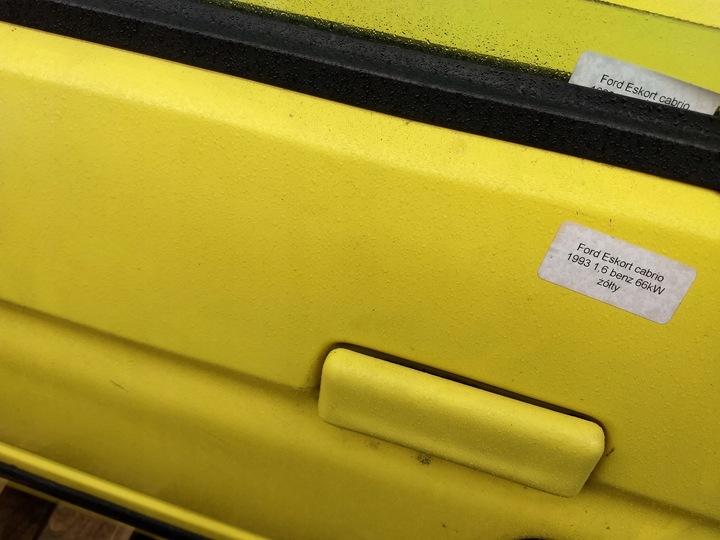 Ford Eskort cabrio
Ford Eskort cabrio
1993 1.6 benz 66kW
żółty